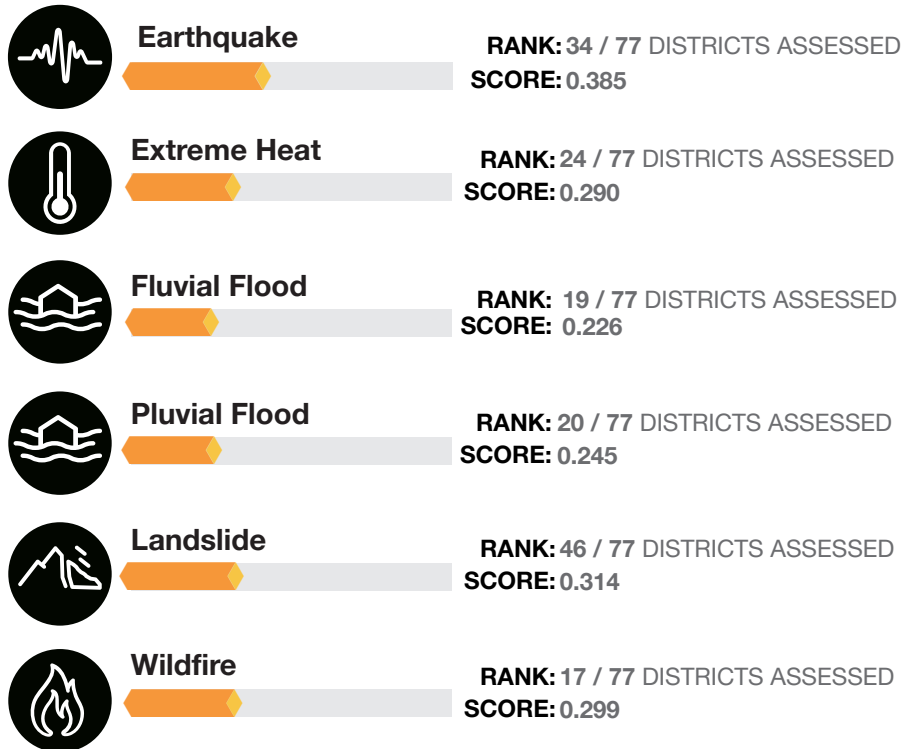 Earthquake
RANK: 34 / 77 DISTRICTS ASSESSED
SCORE: 0.385
Extreme Heat
RANK: 24 / 77 DISTRICTS ASSESSED
SCORE: 0.290
Fluvial Flood
RANK: 19 / 77 DISTRICTS ASSESSED
SCORE: 0.226
Pluvial Flood
RANK: 20 / 77 DISTRICTS ASSESSED
SCORE: 0.245
Landslide
RANK: 46 / 77 DISTRICTS ASSESSED
SCORE: 0.314
Wildfire
RANK: 17 / 77 DISTRICTS ASSESSED
SCORE: 0.299